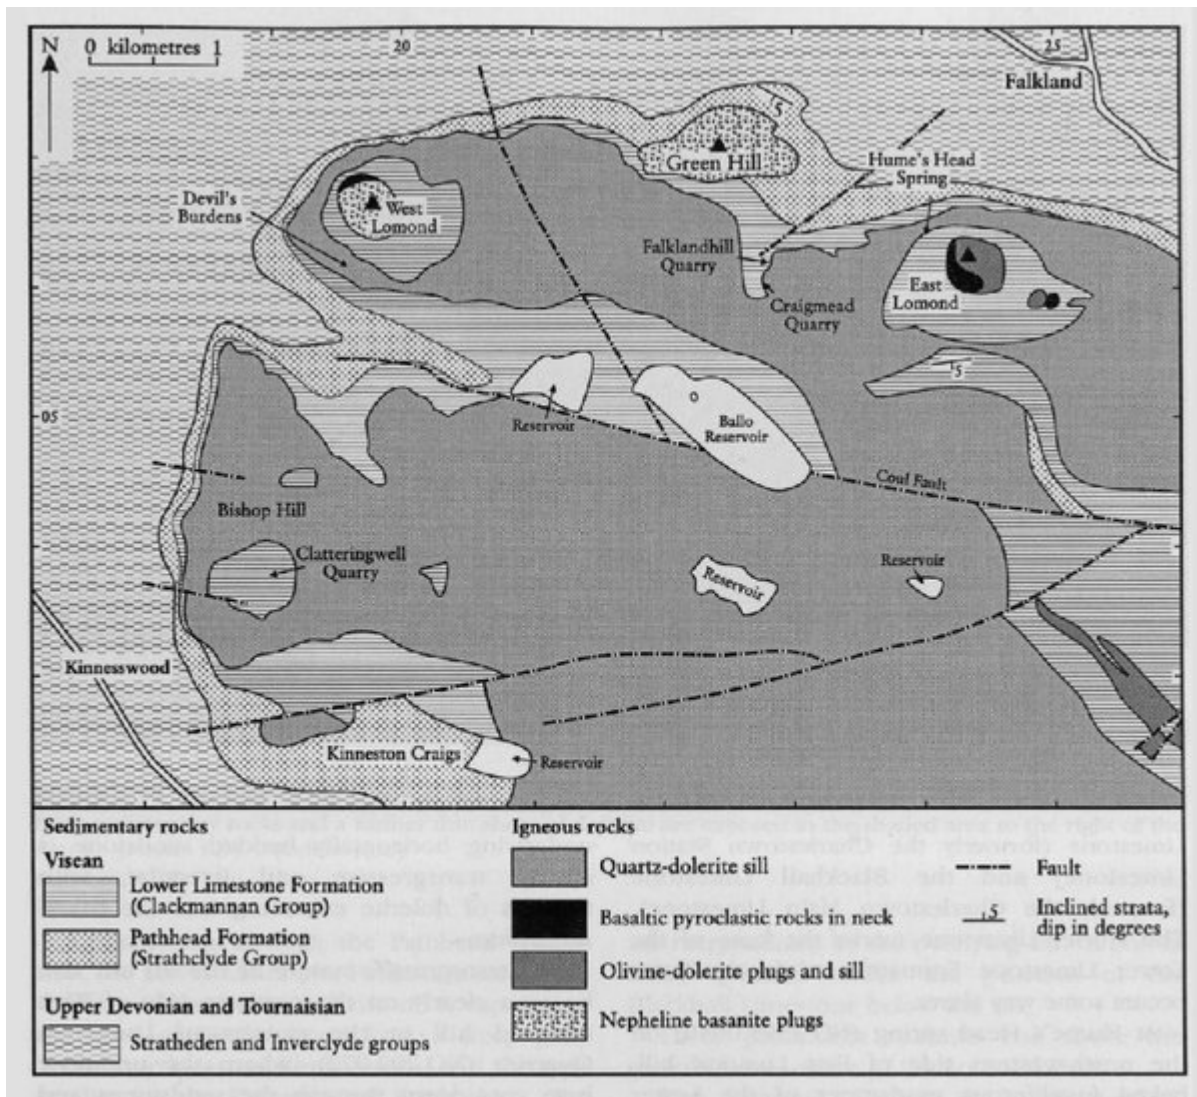 N
0 kilometres 1
20
25
Falkland
Green Hill
5
Hume's Head
Spring
Devil's
Burdens
West
Lomond
Falklandhill
Quarry
East
Lomond
Craigmead
Quarry
5
05
Reservoir
Ballo
Reservoir
Coul Fault
Bishop Hill
Clatteringwell
Quarry
Reservoir
Reservoir
Kinnesswood
Kinneston Craigs
Reservoir
Sedimentary rocks
Visean
Lower Limestone Formation
(Clackmannan Group)
Pathhead Formation
(Strathclyde Group)
Upper Devonian and Tournaisian
Stratheden and Inverclyde groups
Igneous rocks
Quartz-dolerite sill
Basaltic pyroclastic rocks in neck
Olivine-dolerite plugs and sill
Nephelin basanite plugs
Fault
5
Inclined strata,
dip in degrees